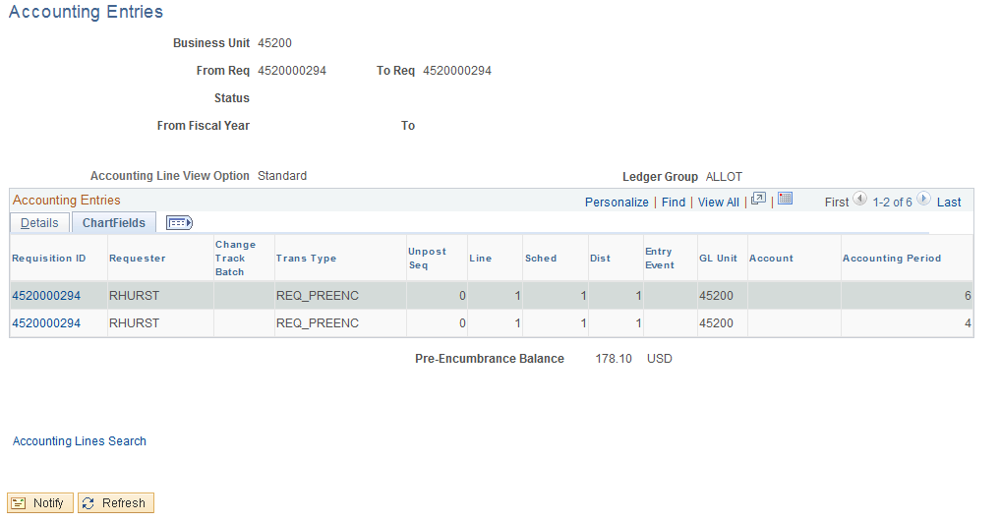 Accounting Entries
Business Unit 45200
From Req 4520000294 To Req 4520000294
Status
From Fiscal Year To
Accounting Line View Option Standard Ledger Group ALLOT
Accounting Entries Personalize | Find | View All | | First 1-2 of 6 Last
Details ChartFields
Requisition ID Requester Change Track Batch Trans Type Unpost Seq Line Sched Dist Entry Event GL Unit Account Accounting Period
4520000294 RHURST REQ_PREENC 0 1 1 1 45200 6
4520000294 RHURST REQ_PREENC 0 1 1 1 45200 4
Pre-Encumbrance Balance 178.10 USD
Accounting Lines Search
Notify Refresh